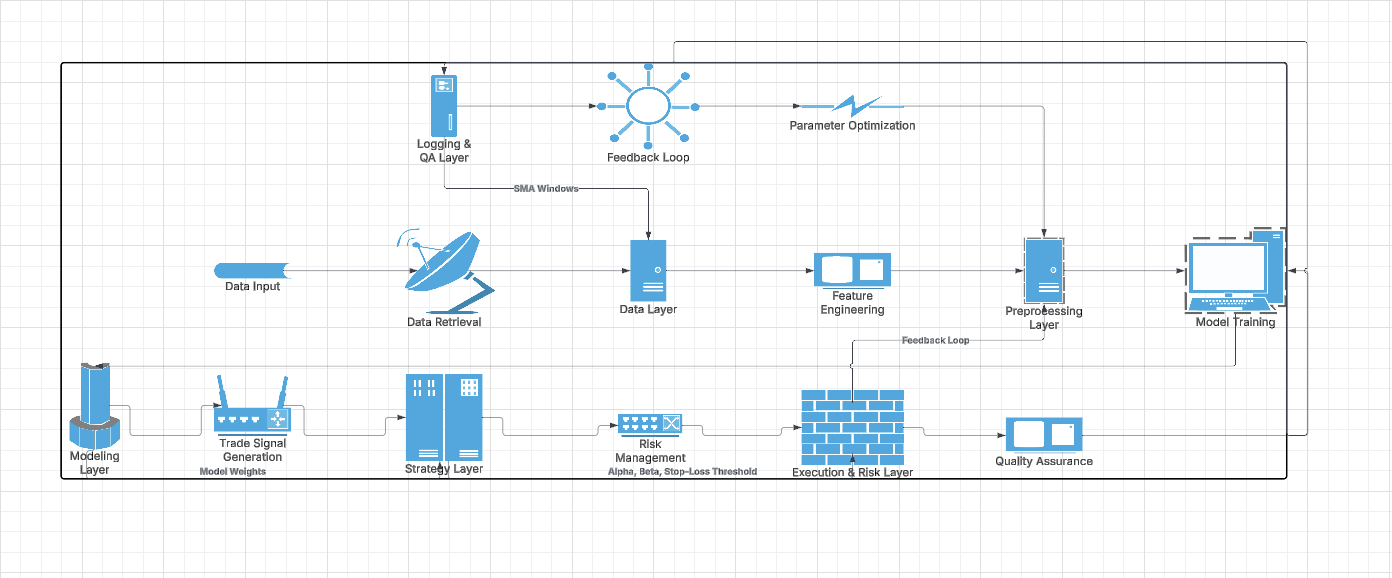 Logging &
QA Layer
Feedback Loop
Parameter Optimization
SMA Windows
Data Input
Data Retrieval
Data Layer
Feature
Engineering
Preprocessing
Layer
Model Training
Feedback Loop
Modeling
Layer
Trade Signal
Generation
Model Weights
Strategy Layer
Risk
Management
Alpha, Beta, Stop-Loss Threshold
Execution & Risk Layer
Quality Assurance